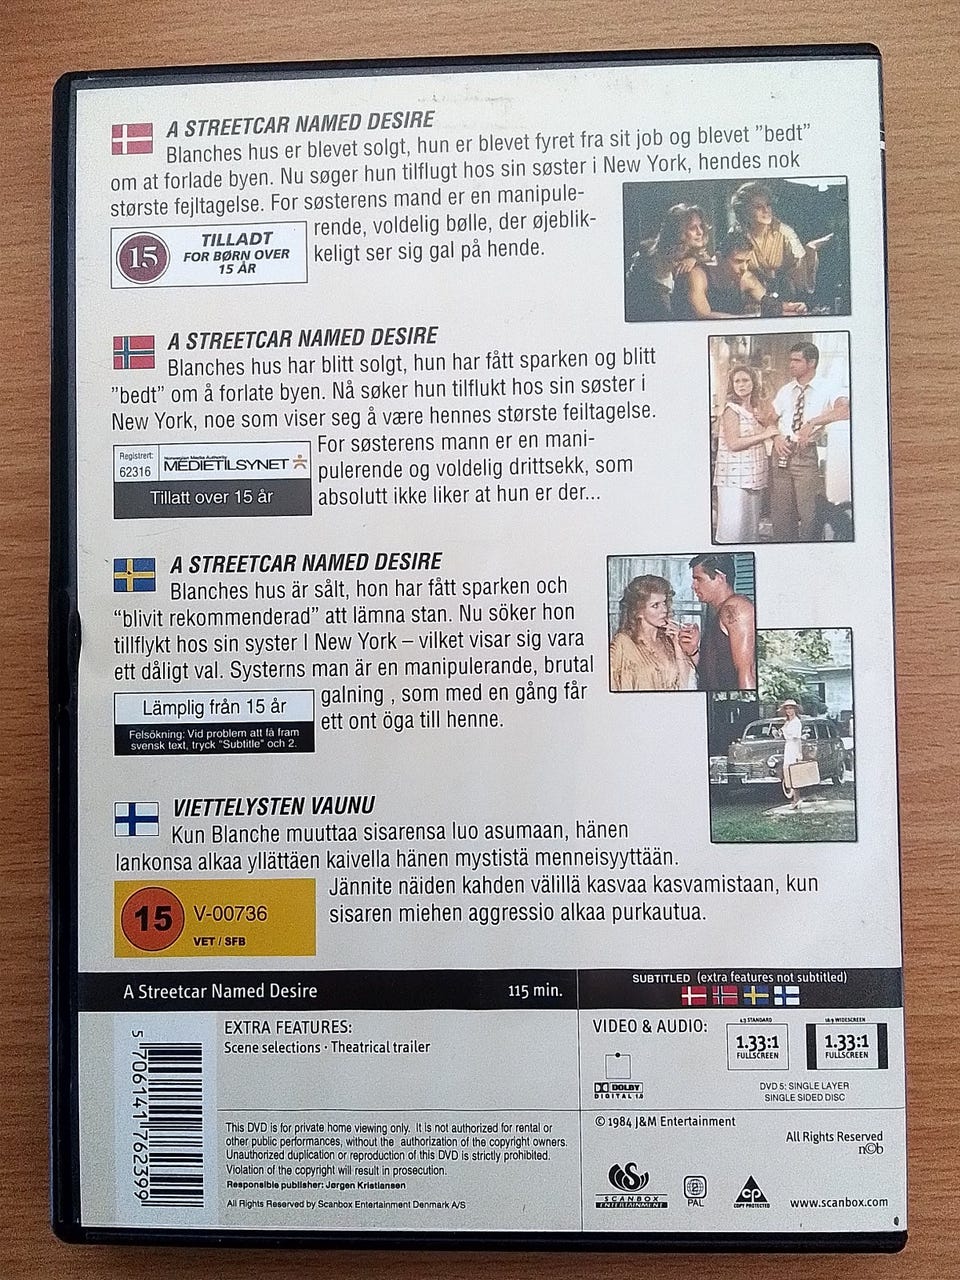 A STREETCAR NAMED DESIRE
Blanches hus er blevet solgt, hun er blevet fyret fra sit job og blevet ”bedt”
om at forlade byen. Nu søger hun tilflugt hos sin søster i New York, hendes nok
største fejltagelse. For søsterens mand er en manipule-
rende, voldelig bølle, der øjeblik-
keligt ser sig gal på hende.
15
TILLADT
FOR BØRN OVER
15 ÅR
A STREETCAR NAMED DESIRE
Blanches hus har blitt solgt, hun har fått sparken og blitt
”bedt” om å forlate byen. Nå søker hun tilflukt hos sin søster i
New York, noe som viser seg å være hennes største feiltagelse.
For søsterens mann er en mani-
pulerende og voldelig drittsekk, som
absolutt ikke liker at hun er der...
Registrert:
62316
Norwegian Media Authority
MEDIETILSYNET
Tillatt over 15 år
A STREETCAR NAMED DESIRE
Blanches hus är sålt, hon har fått sparken och
“blivit rekommenderad” att lämna stan. Nu söker hon
tillflykt hos sin syster I New York – vilket visar sig vara
ett dåligt val. Systerns man är en manipulerande, brutal
galning , som med en gång får
ett ont öga till henne.
Lämplig från 15 år
Felsökning: Vid problem att få fram
svensk text, tryck "Subtitle" och 2.
VIETTELYSTEN VAUNU
Kun Blanche muuttaa sisarensa luo asumaan, hänen
lankonsa alkaa yllättäen kaivella hänen mystistä menneisyyttään.
Jännite näiden kahden välillä kasvaa kasvamistaan, kun
sisaren miehen aggressio alkaa purkautua.
15
V-00736
VET / SFB
A Streetcar Named Desire
115 min.
SUBTITLED (extra features not subtitled)
5 706141 762399
EXTRA FEATURES:
Scene selections · Theatrical trailer
This DVD is for private home viewing only. It is not authorized for rental or
other public performances, without the authorization of the copyright owners.
Unauthorized duplication or reproduction of this DVD is strictly prohibited.
Violation of the copyright will result in prosecution.
Responsible publisher: Jørgen Kristiansen
All Rights Reserved by Scanbox Entertainment Denmark A/S
VIDEO & AUDIO:
DOLBY
DIGITAL 1.0
4:3 STANDARD
1.33:1
FULLSCREEN
16:9 WIDESCREEN
1.33:1
FULLSCREEN
DVD 5: SINGLE LAYER
SINGLE SIDED DISC
© 1984 J&M Entertainment
All Rights Reserved
n©b
SCANBOX
ENTERTAINMENT
2
PAL
CP
COPY PROTECTED
www.scanbox.com